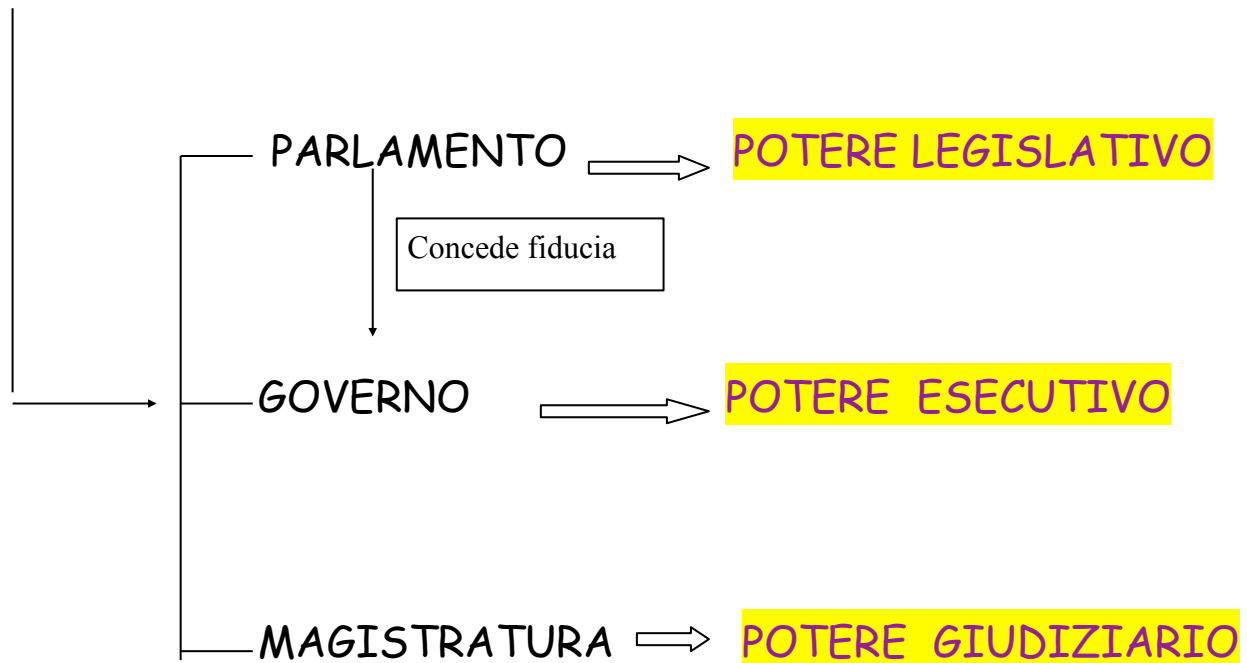 PARLAMENTO POTERE LEGISLATIVO
Concede fiducia
GOVERNO POTERE ESECUTIVO
MAGISTRATURA POTERE GIUDIZIARIO